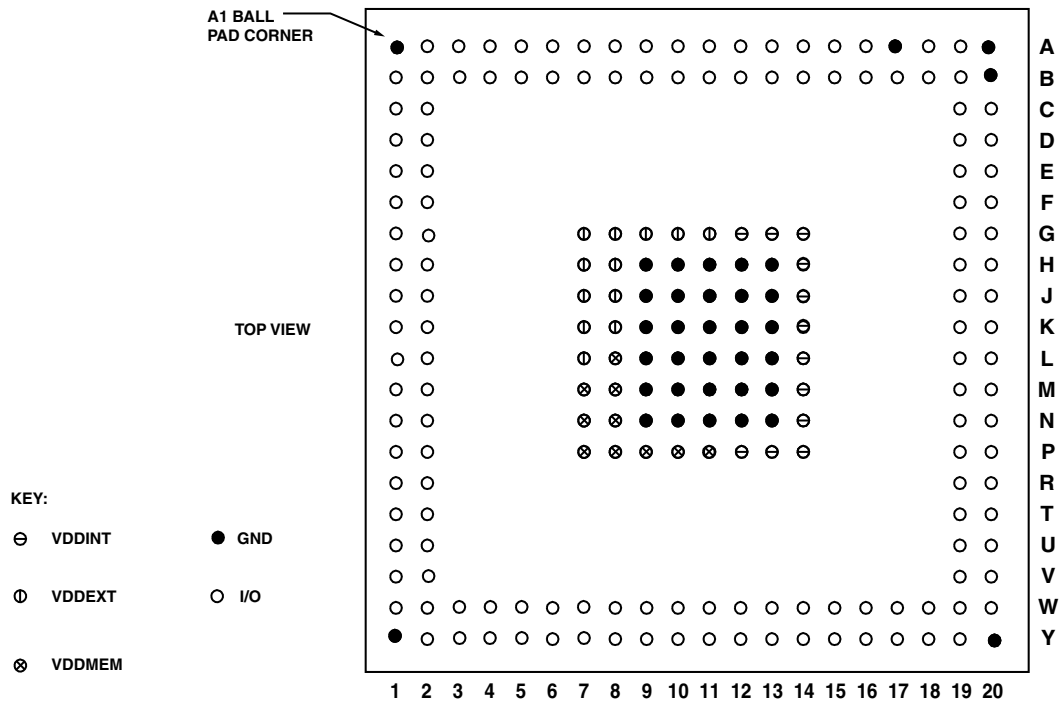 A1 BALL
PAD CORNER
A
B
C
D
E
F
G
H
J
K
TOP VIEW
L
M
N
P
R
KEY:
T
VDDINT
GND
U
V
VDDEXT
I/O
W
Y
VDDMEM
1 2 3 4 5 6 7 8 9 10 11 12 13 14 15 16 17 18 19 20